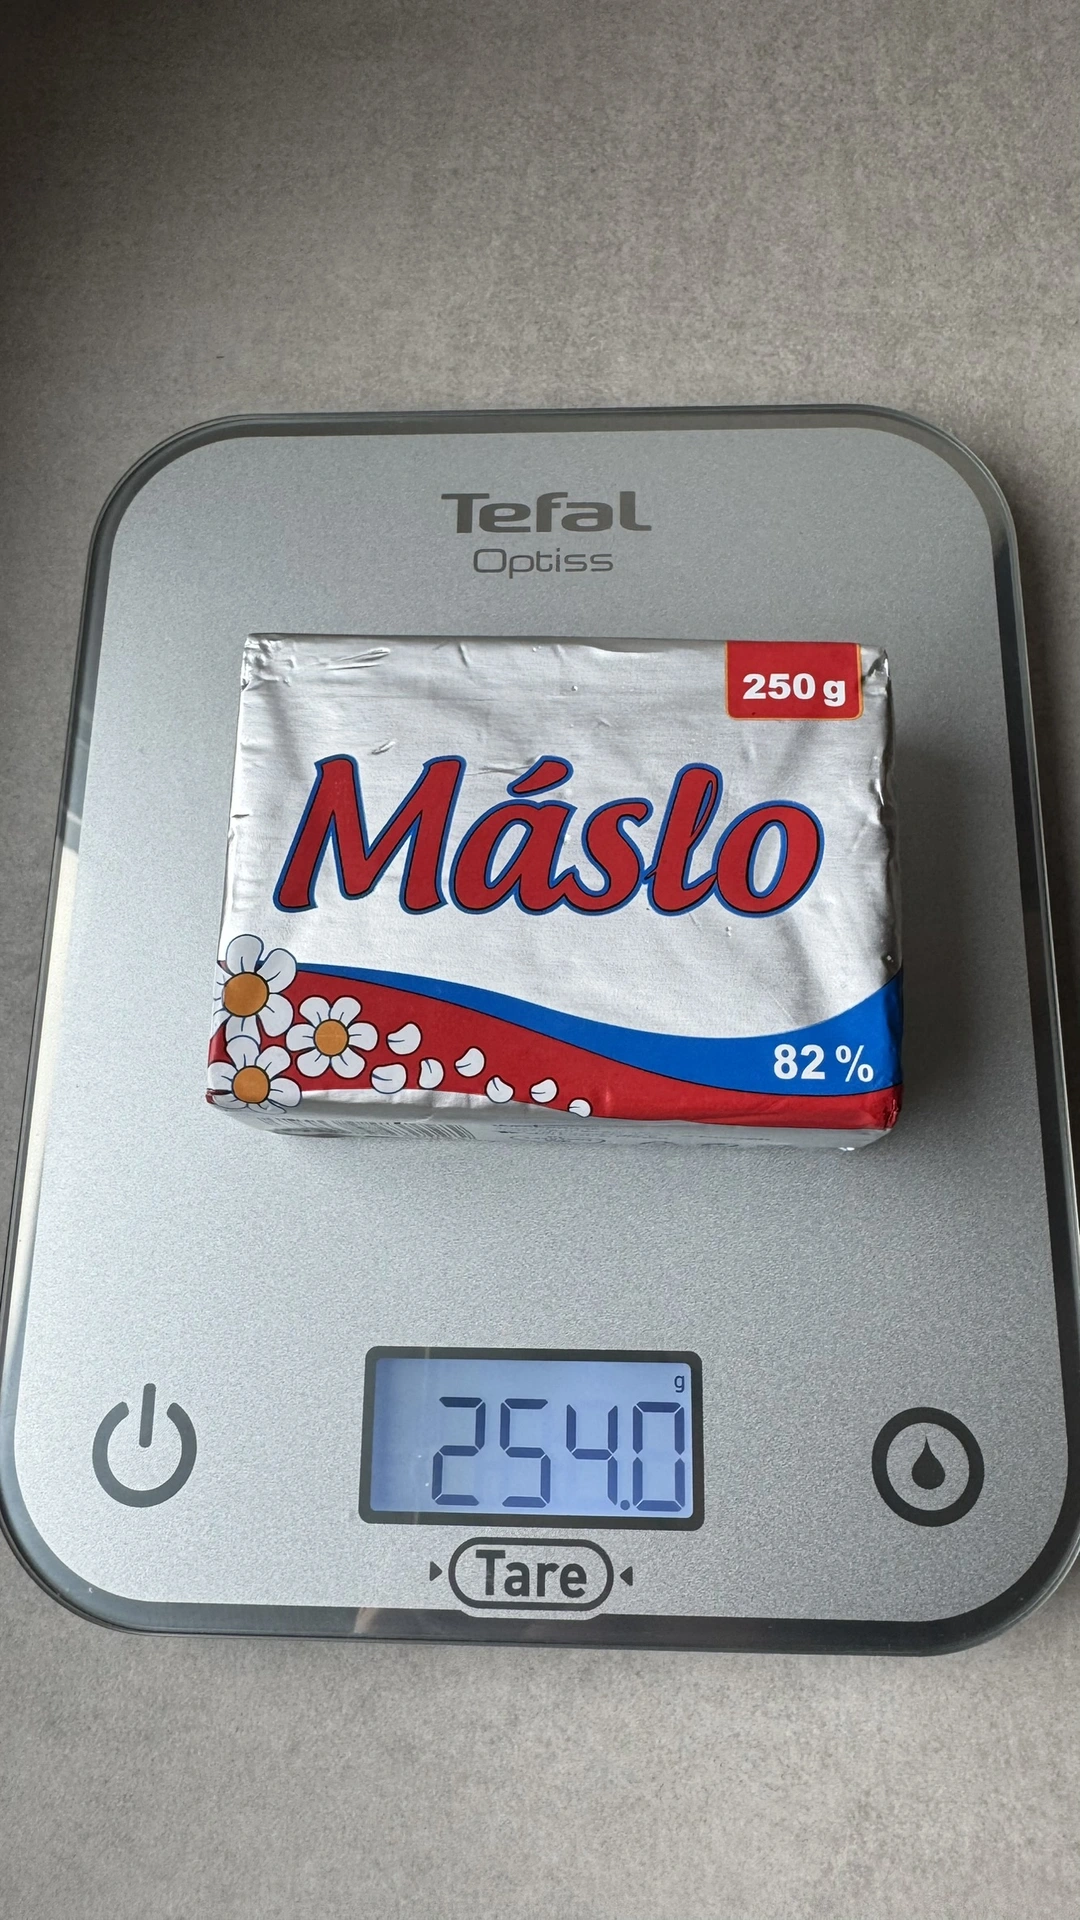 Tefal
Optiss
250 g
Máslo
82 %
g
254.0
Tare